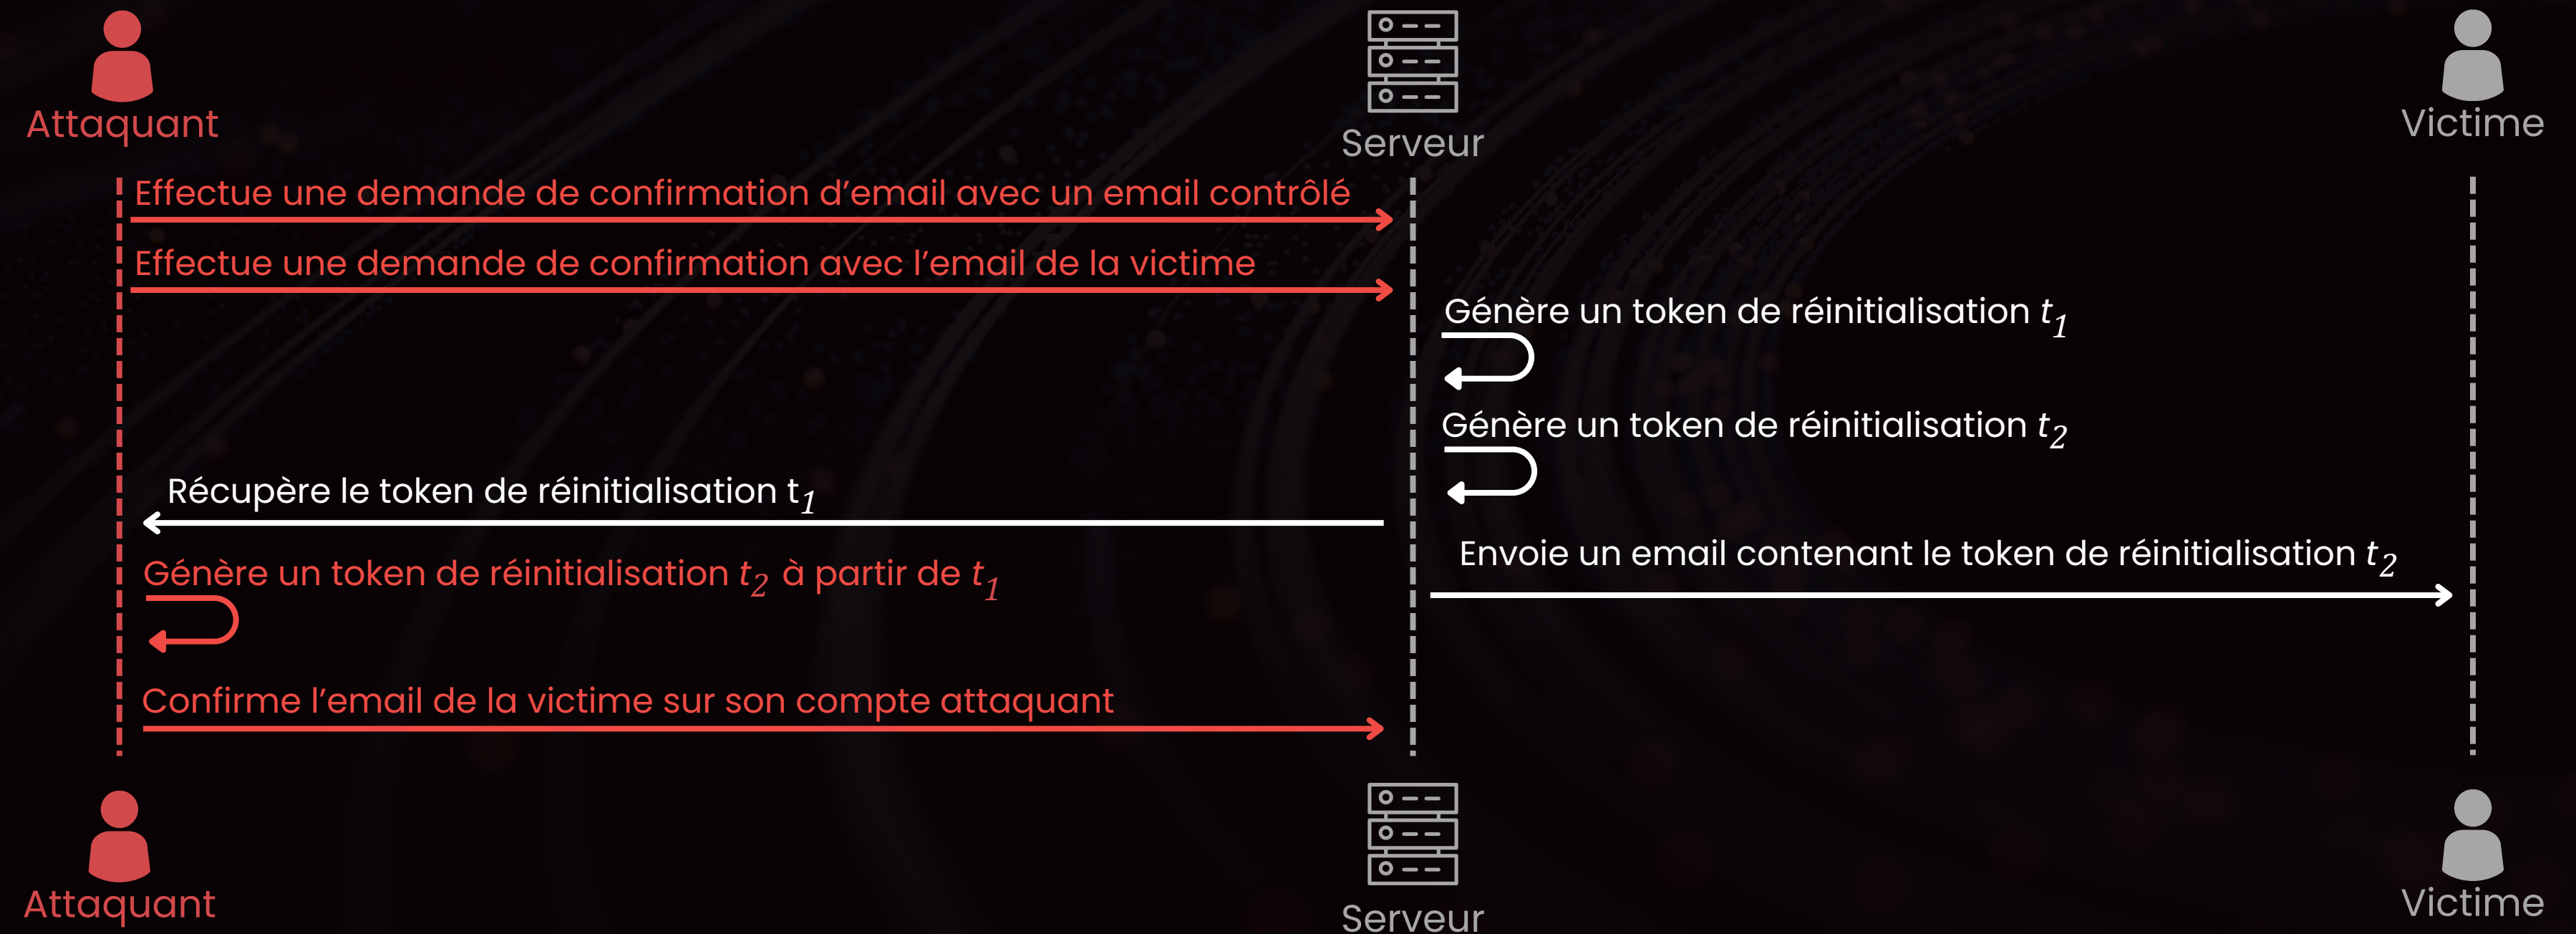 Attaquant
Serveur
Victime
Effectue une demande de confirmation d’email avec un email contrôlé
Effectue une demande de confirmation avec l’email de la victime
Génère un token de réinitialisation t1
Génère un token de réinitialisation t2
Récupère le token de réinitialisation t1
Envoie un email contenant le token de réinitialisation t2
Génère un token de réinitialisation t2 à partir de t1
Confirme l’email de la victime sur son compte attaquant
Attaquant
Serveur
Victime